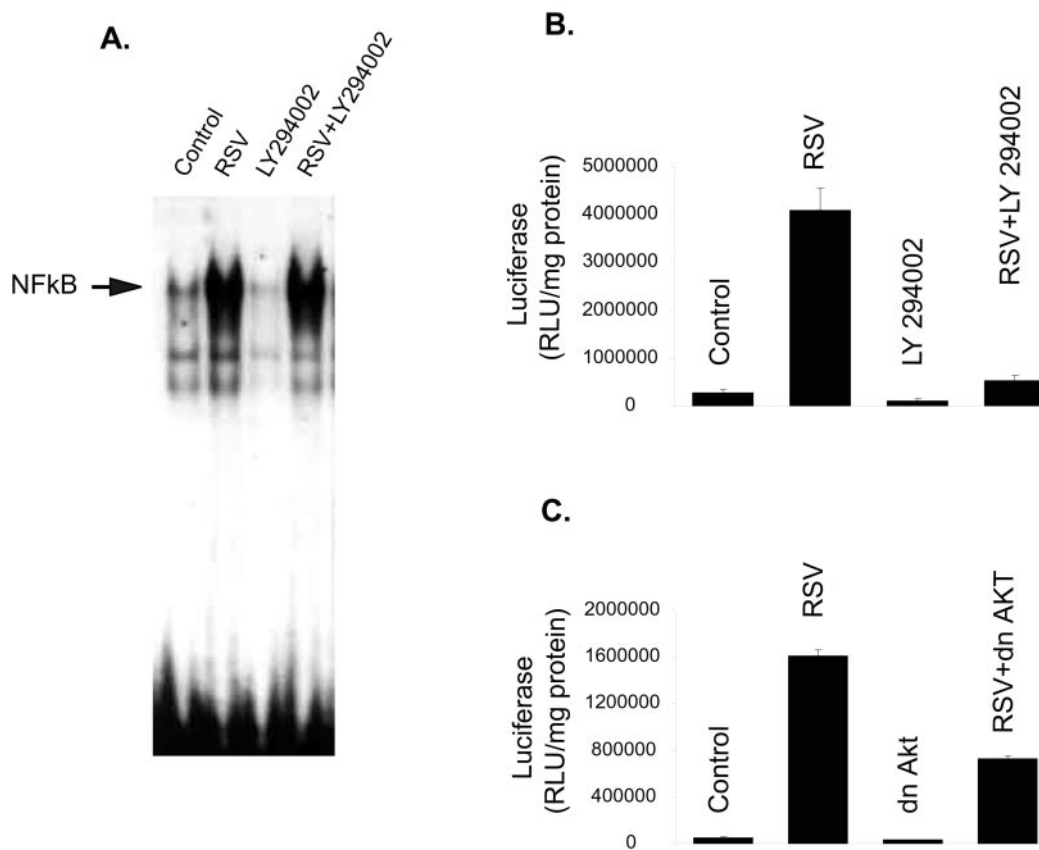 A.
Control
RSV
LY294002
RSV+LY294002
NFkB
B.
Luciferase
(RLU/mg protein)
5000000
4000000
3000000
2000000
1000000
0
Control
RSV
LY 294002
RSV+LY 294002
C.
Luciferase
(RLU/mg protein)
2000000
1600000
1200000
800000
400000
0
Control
RSV
dn Akt
RSV+dn AKT